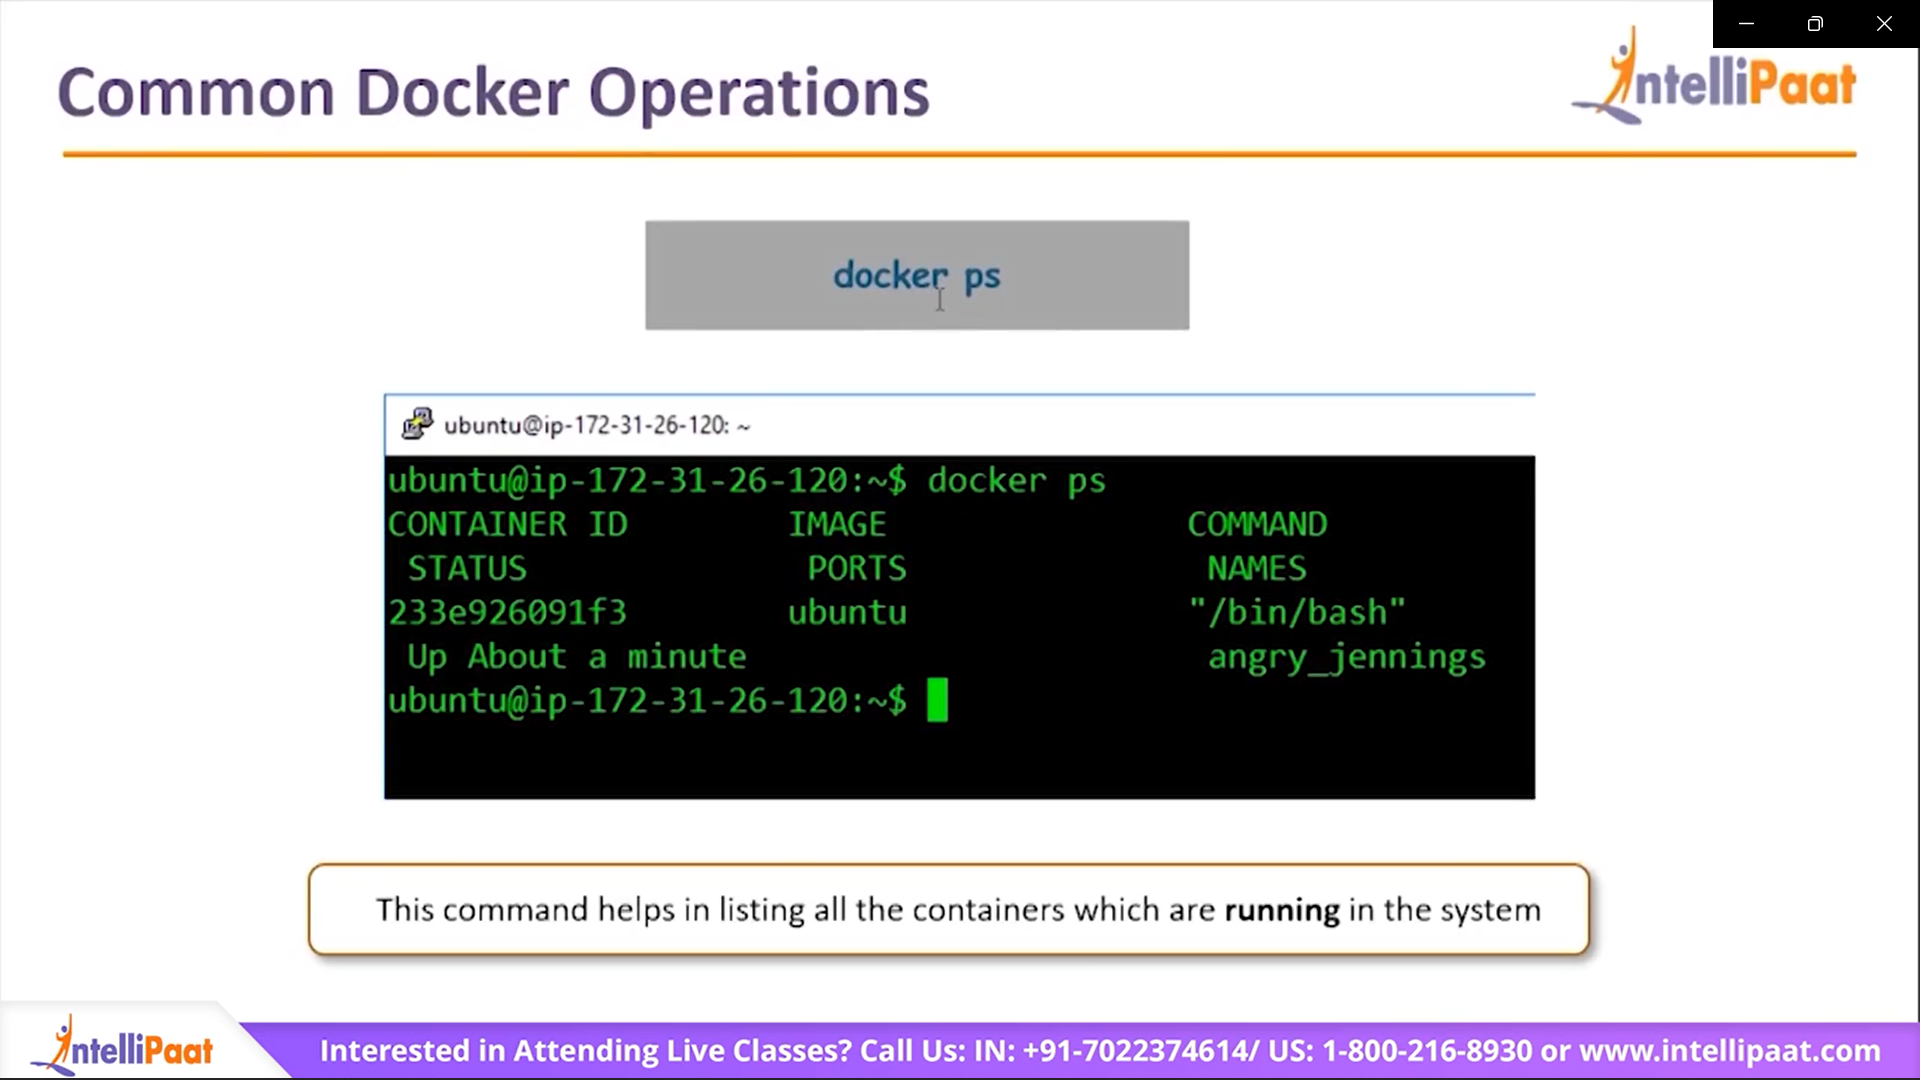 Common Docker Operations
IntelliPaat
docker ps
ubuntu@ip-172-31-26-120: ~
ubuntu@ip-172-31-26-120:~$ docker ps
CONTAINER ID IMAGE COMMAND
STATUS PORTS NAMES
233e926091f3 ubuntu "/bin/bash"
Up About a minute angry_jennings
ubuntu@ip-172-31-26-120:~$
This command helps in listing all the containers which are running in the system
IntelliPaat
Interested in Attending Live Classes? Call Us: IN: +91-7022374614/ US: 1-800-216-8930 or www.intellipaat.com